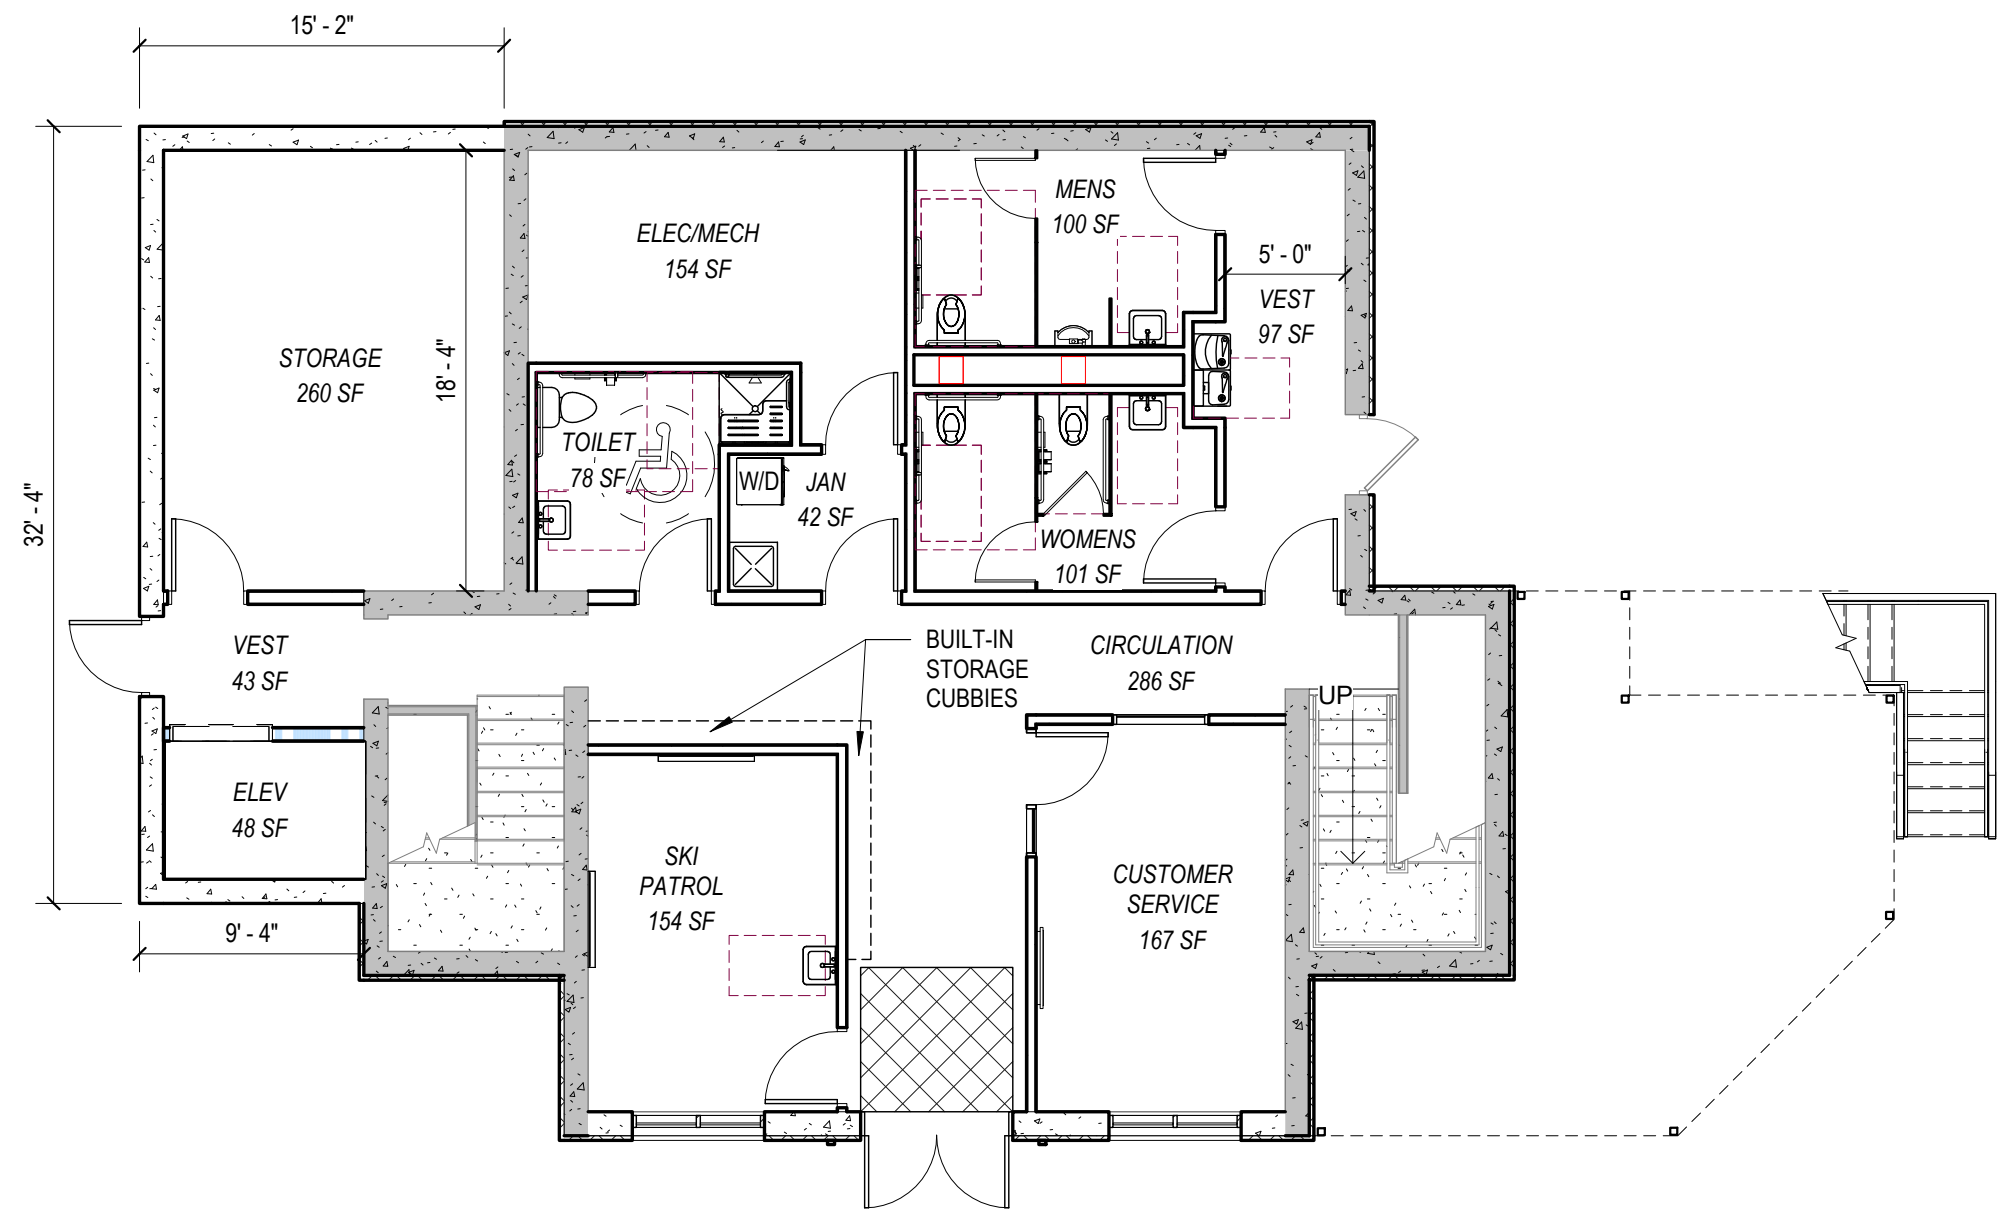 15' - 2"
32' - 4"
18' - 4"
STORAGE
260 SF
ELEC/MECH
154 SF
MENS
100 SF
5' - 0"
VEST
97 SF
TOILET
78 SF
W/D
JAN
42 SF
WOMENS
101 SF
VEST
43 SF
BUILT-IN
STORAGE
CUBBIES
CIRCULATION
286 SF
UP
ELEV
48 SF
9' - 4"
SKI
PATROL
154 SF
CUSTOMER
SERVICE
167 SF